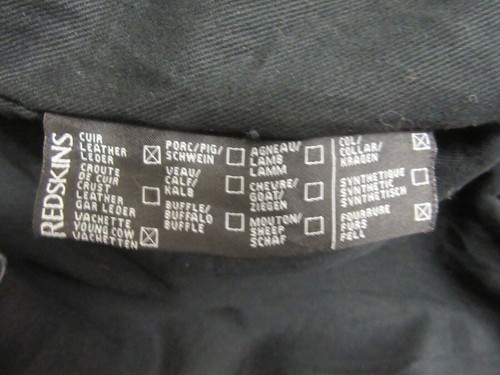 REDSKINS
CUIR
LEATHER
LEDER
CROUTE
DE CUIR
CRUST
LEATHER
GAR LEDER
VACHETTE
YOUNG COW
VACHETTEN
PORC/PIG/
SCHWEIN
VEAU/
CALF/
KALB
BUFFLE/
BUFFALO
BUFFLE
AGNEAU/
LAMB
LAMM
CHEVRE/
GOAT/
ZIEGEN
MOUTON/
SHEEP
SCHAF
COL/
COLLAR/
KRAGEN
SYNTHETIQUE
SYNTHETIC
SYNTHETISCH
FOURRURE
FURS
FELL